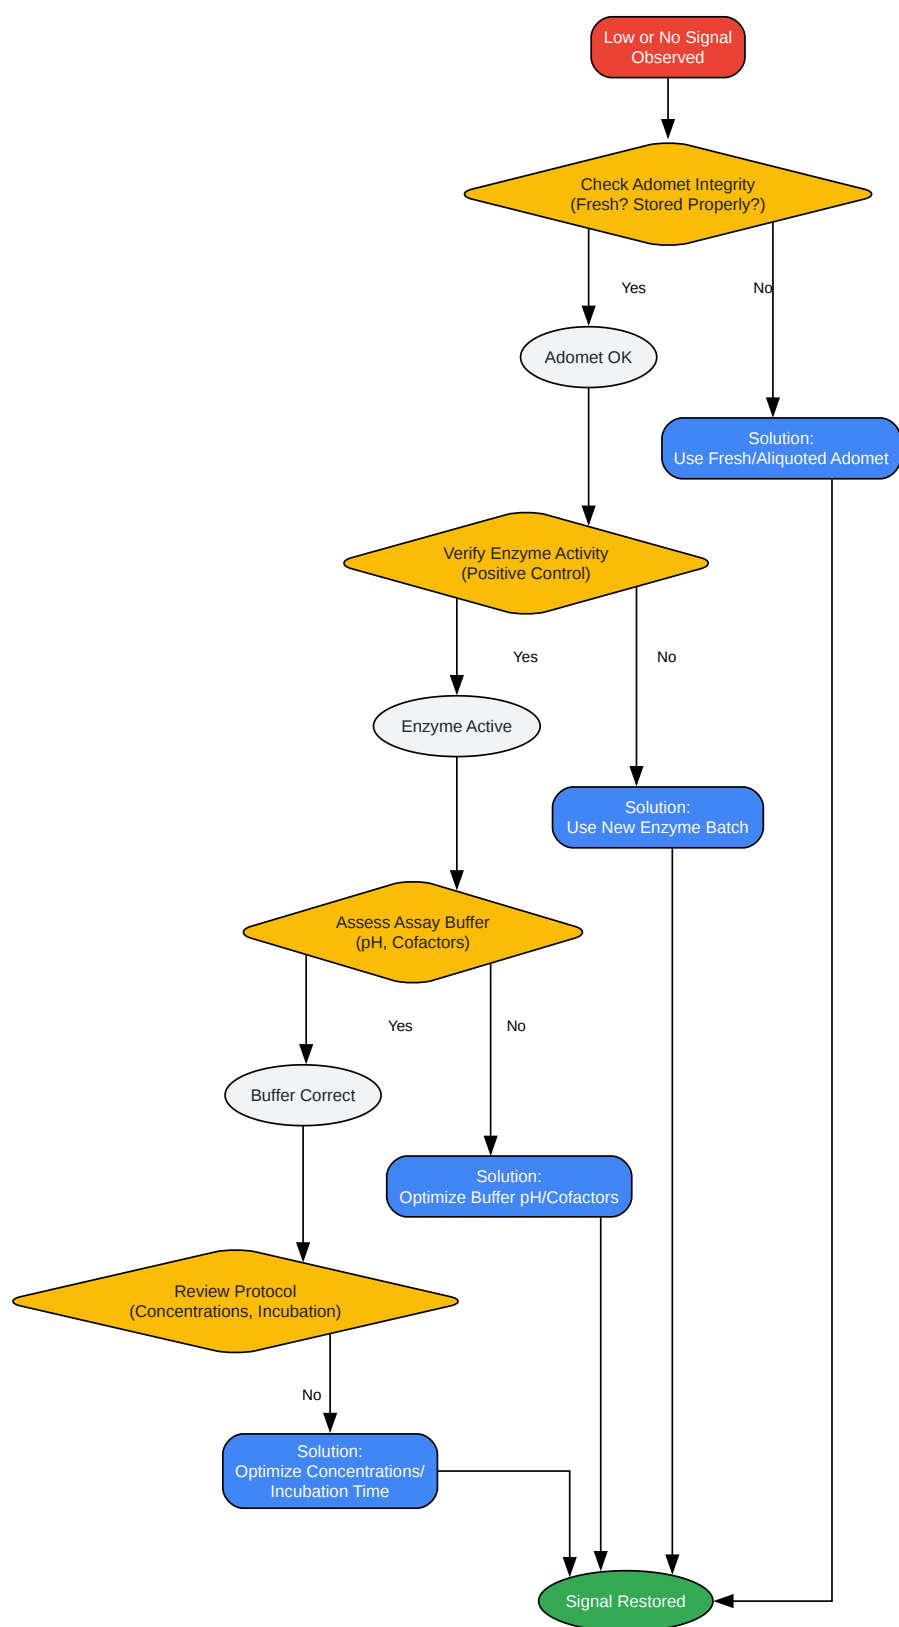 Low or No Signal
Observed
Check Adomet Integrity
(Fresh? Stored Properly?)
Yes
No
Adomet OK
Solution:
Use Fresh/Aliquoted Adomet
Verify Enzyme Activity
(Positive Control)
Yes
No
Enzyme Active
Solution:
Use New Enzyme Batch
Assess Assay Buffer
(pH, Cofactors)
Yes
No
Buffer Correct
Solution:
Optimize Buffer pH/Cofactors
Review Protocol
(Concentrations, Incubation)
No
Solution:
Optimize Concentrations/
Incubation Time
Signal Restored